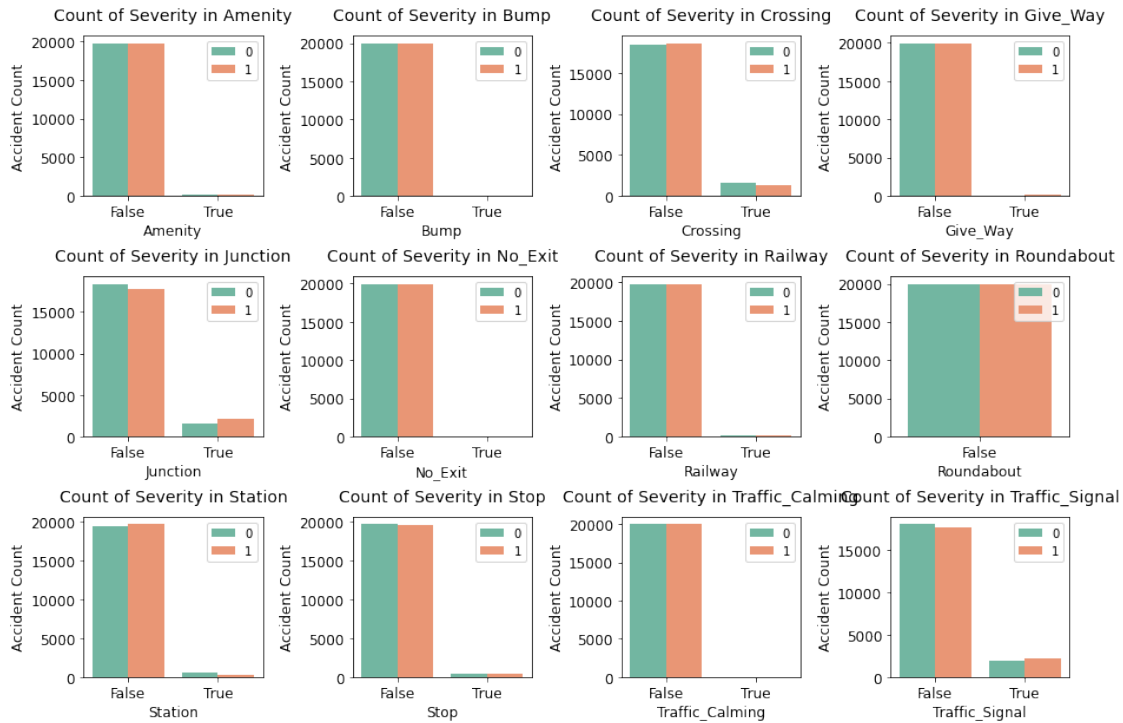 Count of Severity in Amenity
20000
15000
10000
5000
0
Accident Count
0
1
False
True
Amenity
Count of Severity in Bump
20000
15000
10000
5000
0
Accident Count
0
1
False
True
Bump
Count of Severity in Crossing
15000
10000
5000
0
Accident Count
0
1
False
True
Crossing
Count of Severity in Give_Way
20000
15000
10000
5000
0
Accident Count
0
1
False
True
Give_Way
Count of Severity in Junction
15000
10000
5000
0
Accident Count
0
1
False
True
Junction
Count of Severity in No_Exit
20000
15000
10000
5000
0
Accident Count
0
1
False
True
No_Exit
Count of Severity in Railway
20000
15000
10000
5000
0
Accident Count
0
1
False
True
Railway
Count of Severity in Roundabout
20000
15000
10000
5000
0
Accident Count
0
1
False
Roundabout
Count of Severity in Station
20000
15000
10000
5000
0
Accident Count
0
1
False
True
Station
Count of Severity in Stop
20000
15000
10000
5000
0
Accident Count
0
1
False
True
Stop
Count of Severity in Traffic_Calming
20000
15000
10000
5000
0
Accident Count
0
1
False
True
Traffic_Calming
Count of Severity in Traffic_Signal
15000
10000
5000
0
Accident Count
0
1
False
True
Traffic_Signal